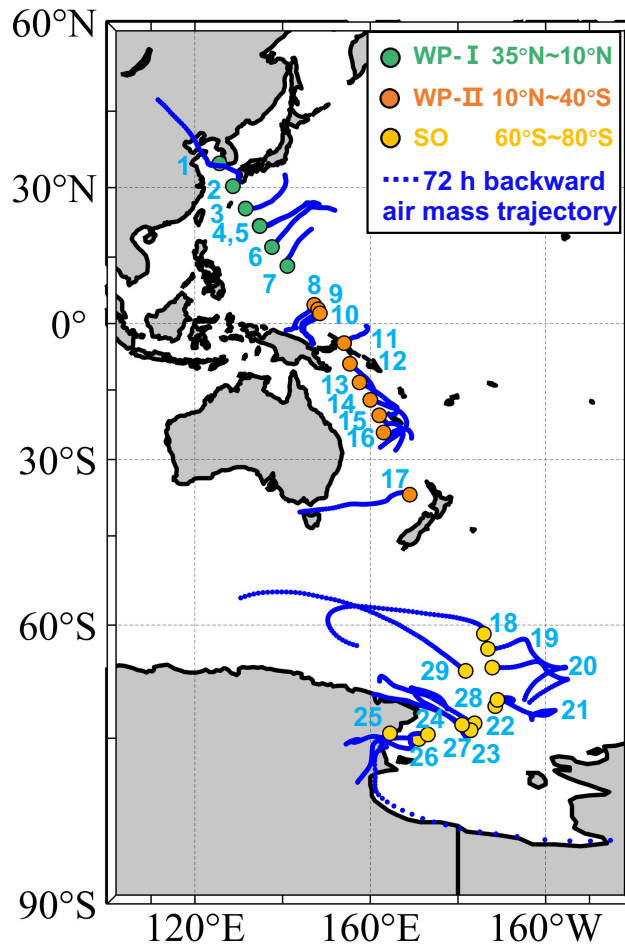 60°N
WP-Ⅰ 35°N~10°N
WP-Ⅱ 10°N~40°S
SO 60°S~80°S
72 h backward
air mass trajectory
1
30°N
2
3
4,5
6
7
8
9
10
0°
11
12
13
14
15
16
30°S
17
60°S
18
19
20
29
28
21
25
24
22
26
27
23
90°S
120°E
160°E
160°W